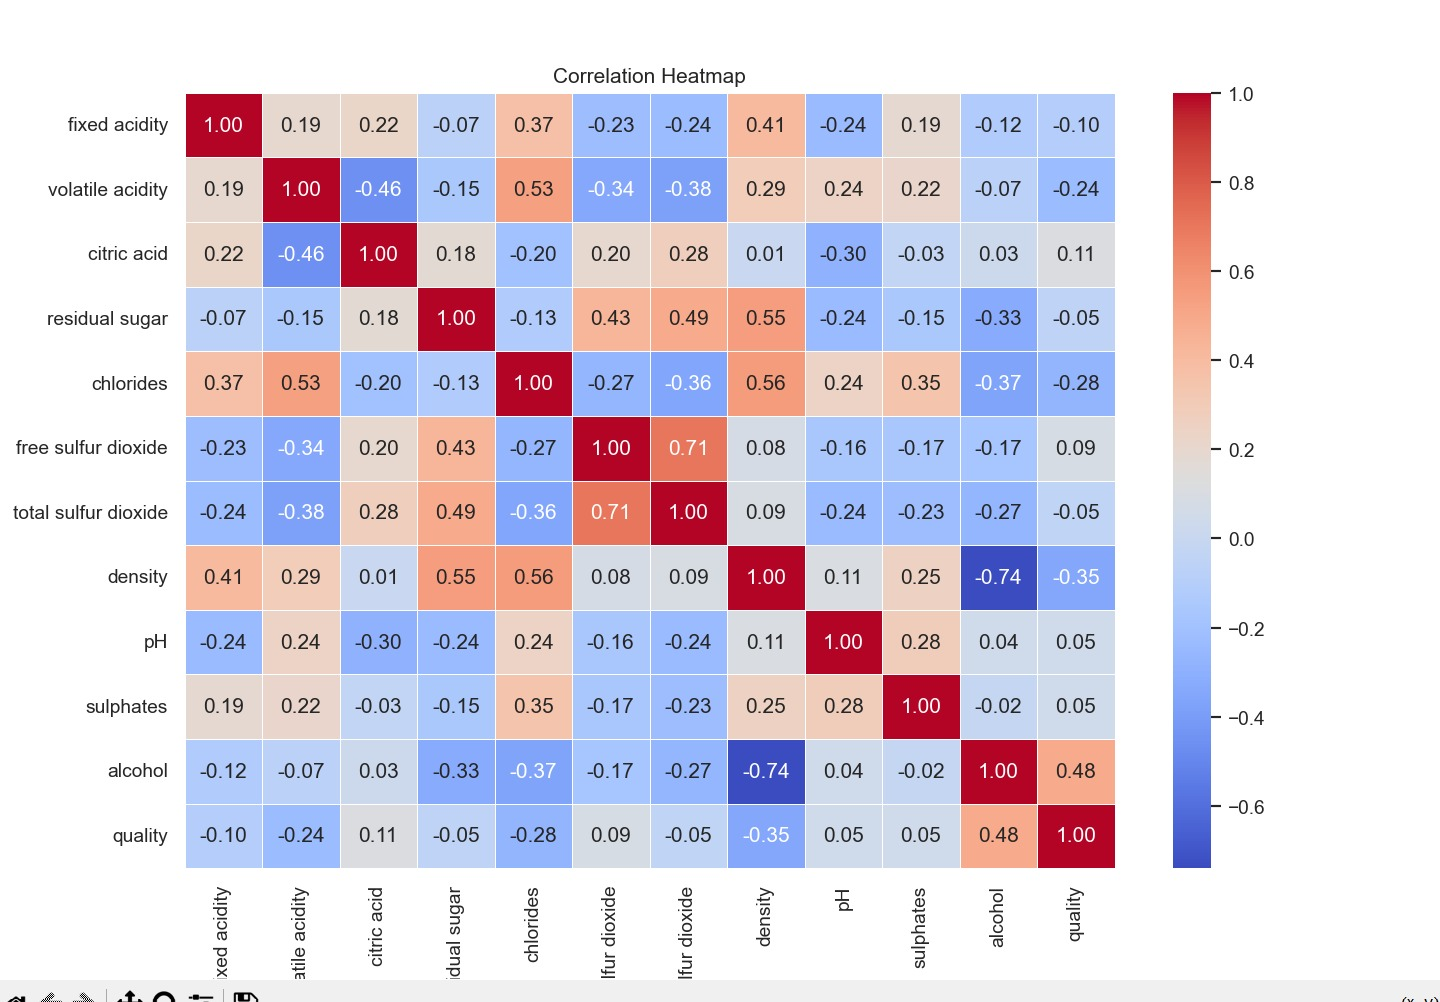 Correlation Heatmap
fixed acidity 1.00 0.19 0.22 -0.07 0.37 -0.23 -0.24 0.41 -0.24 0.19 -0.12 -0.10
volatile acidity 0.19 1.00 -0.46 -0.15 0.53 -0.34 -0.38 0.29 0.24 0.22 -0.07 -0.24
citric acid 0.22 -0.46 1.00 0.18 -0.20 0.20 0.28 0.01 -0.30 -0.03 0.03 0.11
residual sugar -0.07 -0.15 0.18 1.00 -0.13 0.43 0.49 0.55 -0.24 -0.15 -0.33 -0.05
chlorides 0.37 0.53 -0.20 -0.13 1.00 -0.27 -0.36 0.56 0.24 0.35 -0.37 -0.28
free sulfur dioxide -0.23 -0.34 0.20 0.43 -0.27 1.00 0.71 0.08 -0.16 -0.17 -0.17 0.09
total sulfur dioxide -0.24 -0.38 0.28 0.49 -0.36 0.71 1.00 0.09 -0.24 -0.23 -0.27 -0.05
density 0.41 0.29 0.01 0.55 0.56 0.08 0.09 1.00 0.11 0.25 -0.74 -0.35
pH -0.24 0.24 -0.30 -0.24 0.24 -0.16 -0.24 0.11 1.00 0.28 0.04 0.05
sulphates 0.19 0.22 -0.03 -0.15 0.35 -0.17 -0.23 0.25 0.28 1.00 -0.02 0.05
alcohol -0.12 -0.07 0.03 -0.33 -0.37 -0.17 -0.27 -0.74 0.04 -0.02 1.00 0.48
quality -0.10 -0.24 0.11 -0.05 -0.28 0.09 -0.05 -0.35 0.05 0.05 0.48 1.00
xed acidity
atile acidity
citric acid
idual sugar
chlorides
lfur dioxide
lfur dioxide
density
pH
sulphates
alcohol
quality
1.0
0.8
0.6
0.4
0.2
0.0
−0.2
−0.4
−0.6